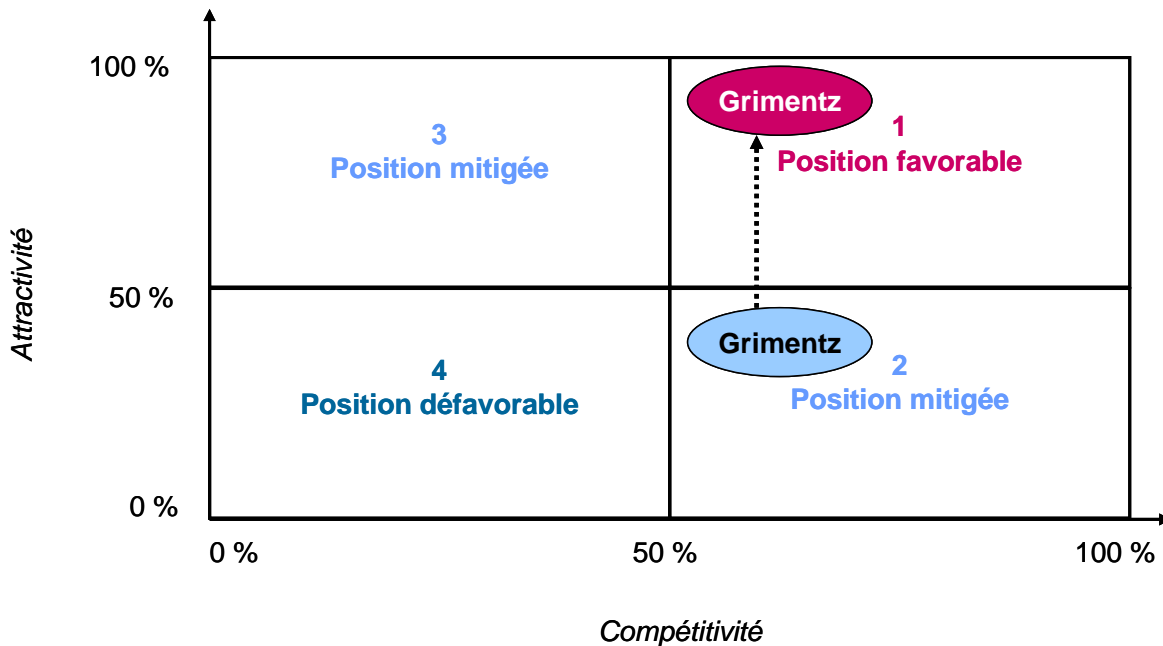 100 %
Grimentz
3
Position mitigée
1
Position favorable
Attractivité
50 %
Grimentz
4
Position défavorable
2
Position mitigée
0 %
0 %
50 %
100 %
Compétitivité